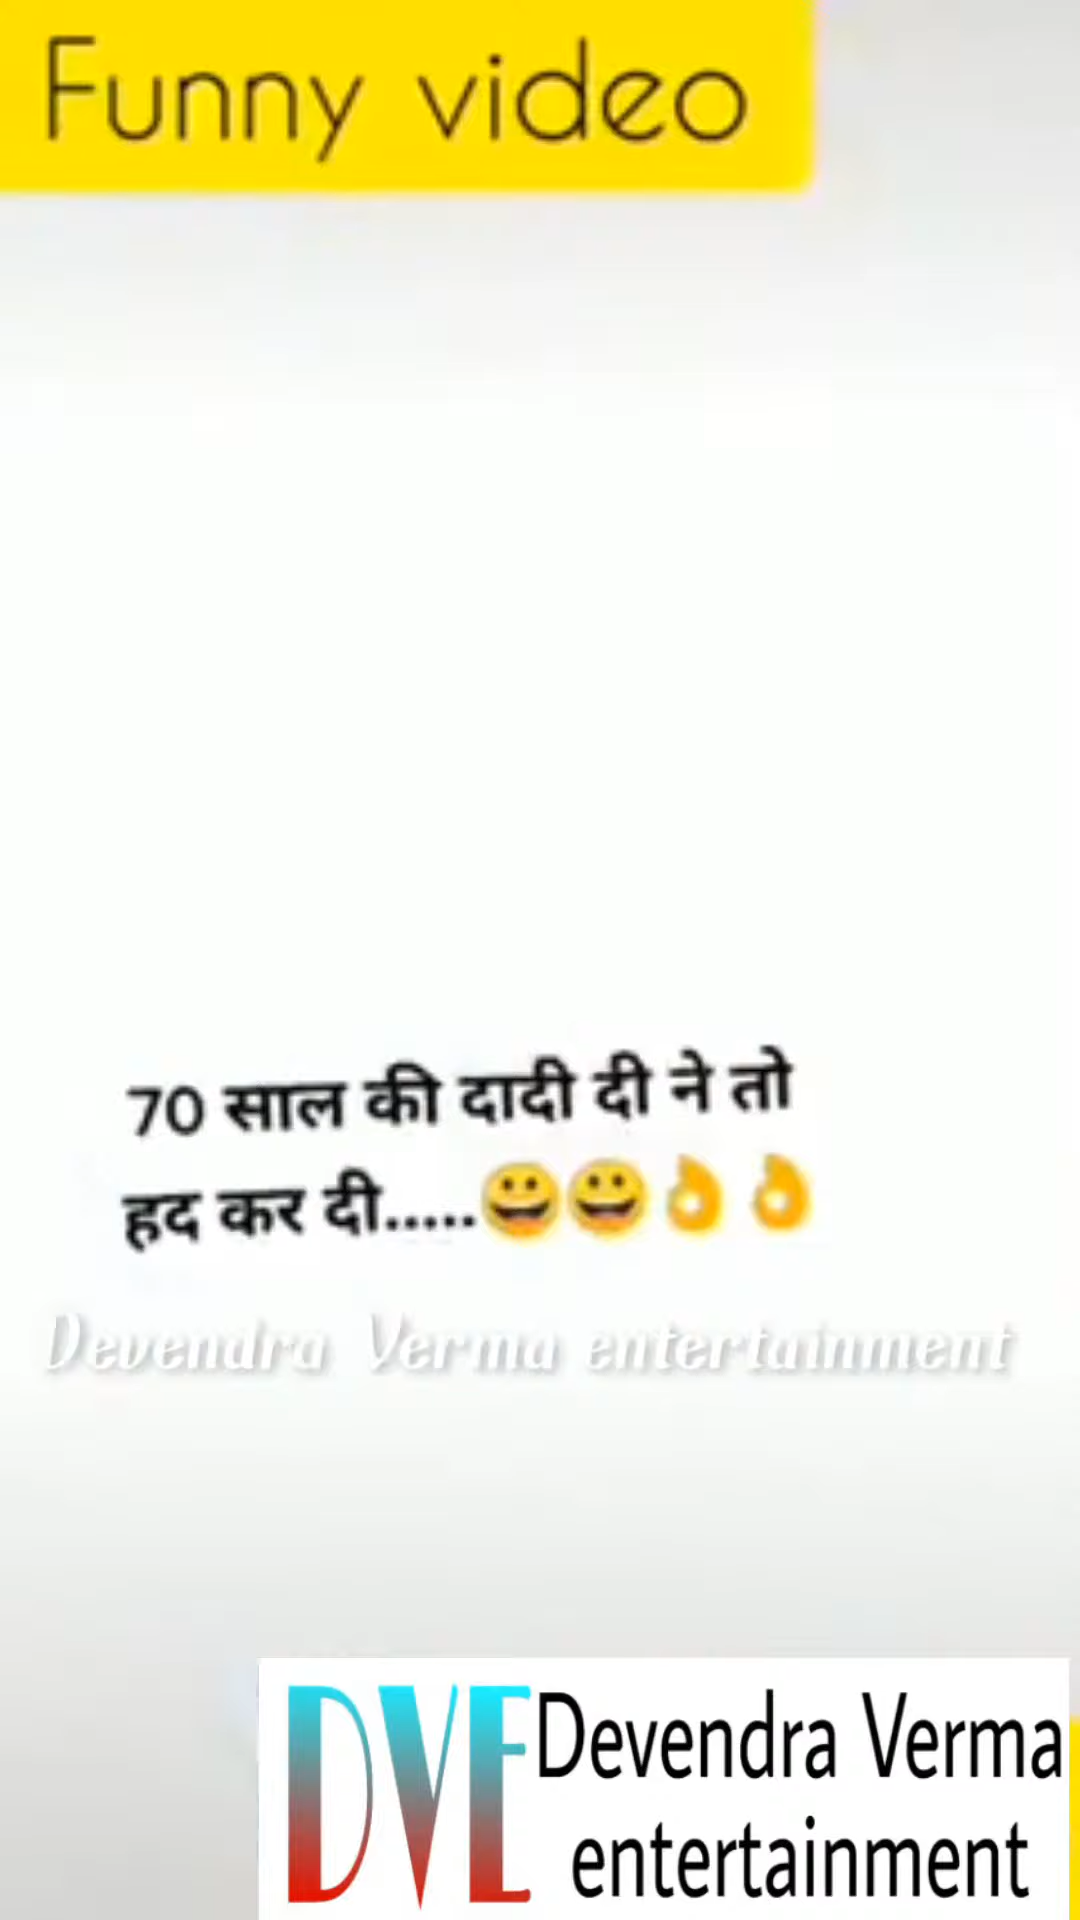 Funny video
70 साल की दादी दी ने तो
हद कर दी.....😀😀👌👌
Devendra Verma entertainment
DVE Devendra Verma
entertainment